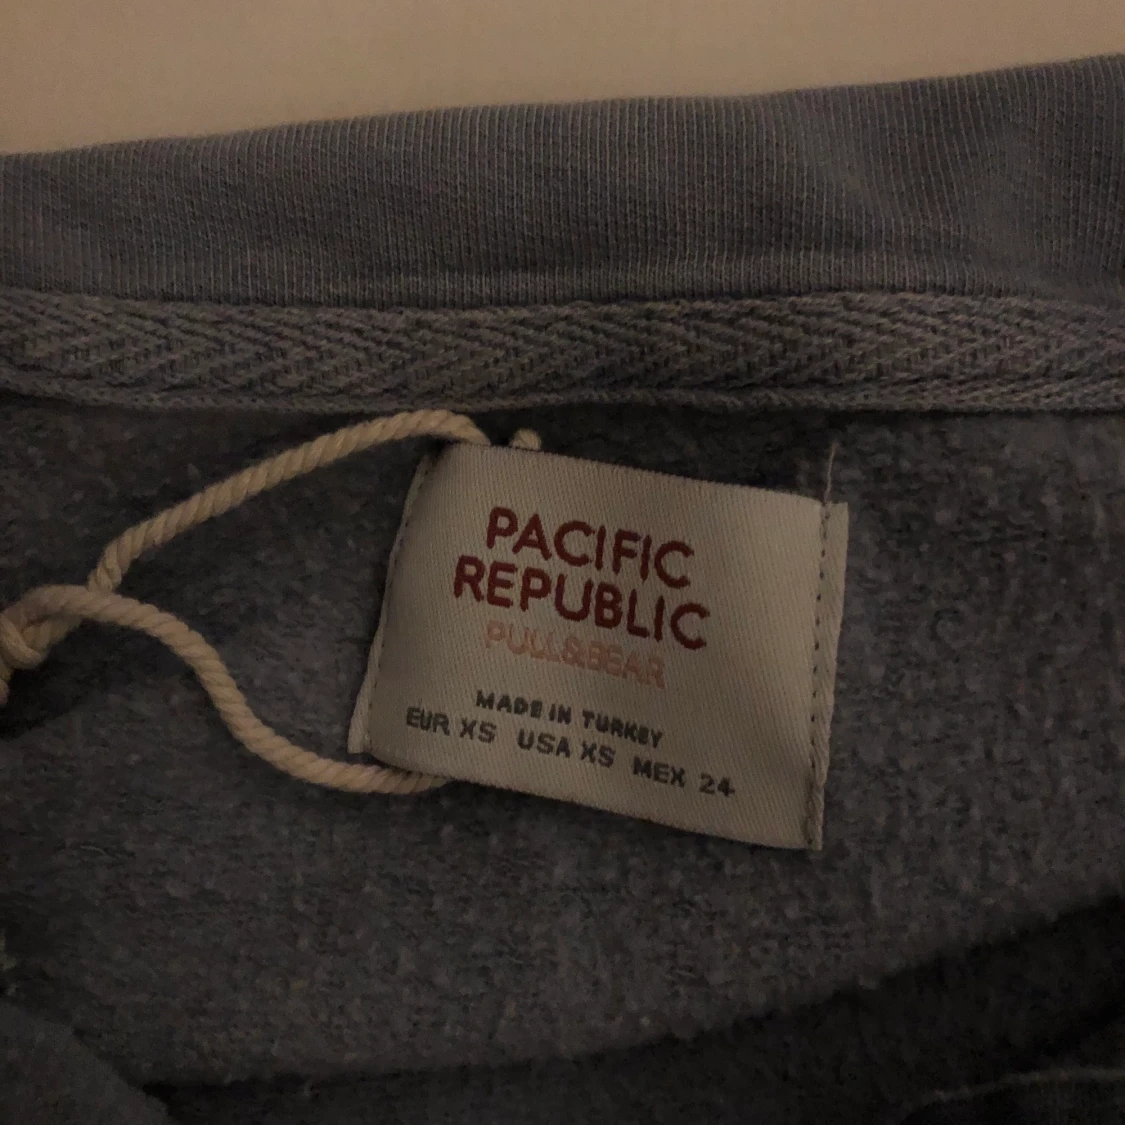 PACIFIC
REPUBLIC
PULL&BEAR
MADE IN TURKEY
EUR XS USA XS MEX 24